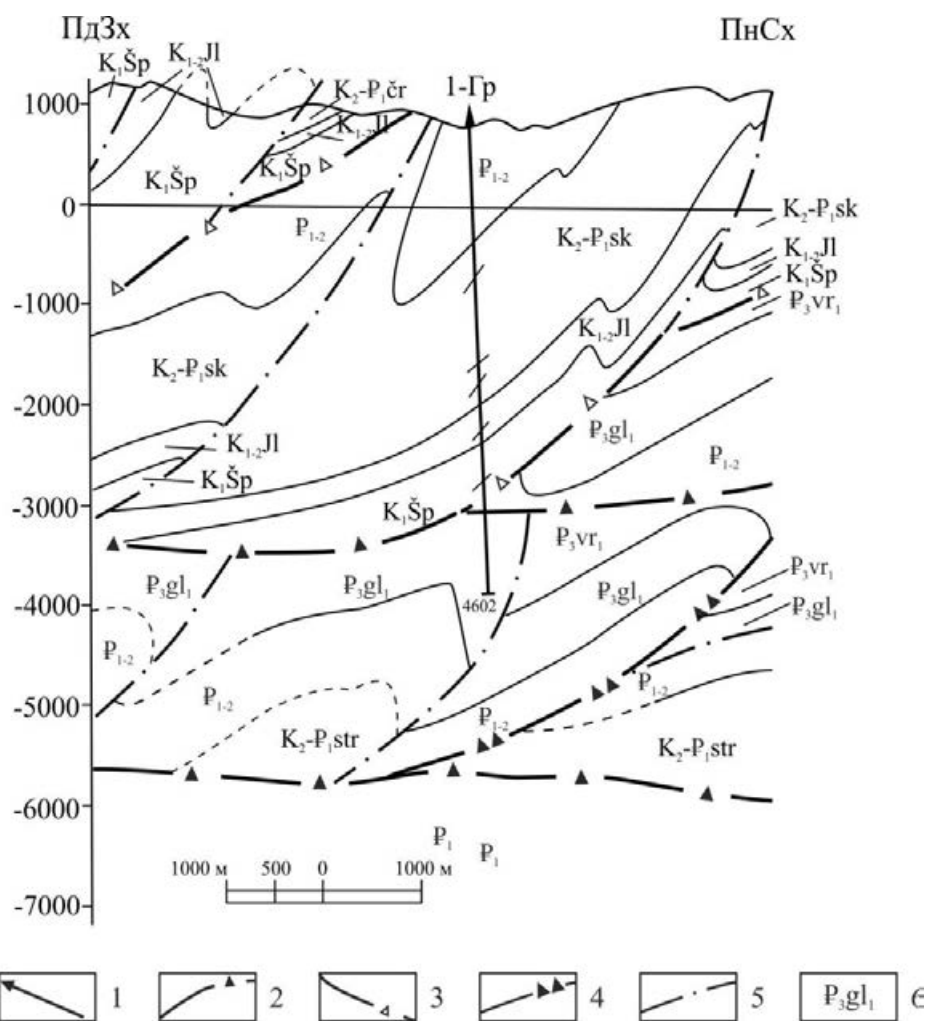 ПдЗх
ПнСх
K₁Šp
K₁₋₂Jl
1000
K₂-Ꝑ₁čr
K₁₋₂Jl
1-Гр
K₁Šp
K₁Šp
Ꝑ₁₋₂
0
Ꝑ₁₋₂
K₂-Ꝑ₁sk
K₂-Ꝑ₁sk
K₁₋₂Jl
K₁Šp
Ꝑ₃vr₁
-1000
K₁₋₂Jl
K₂-Ꝑ₁sk
-2000
K₁₋₂Jl
Ꝑ₃gl₁
Ꝑ₁₋₂
K₁Šp
-3000
K₁Šp
Ꝑ₃vr₁
Ꝑ₃gl₁
Ꝑ₃gl₁
Ꝑ₃gl₁
Ꝑ₃vr₁
-4000
4602
Ꝑ₃gl₁
Ꝑ₁₋₂
Ꝑ₁₋₂
Ꝑ₁₋₂
-5000
Ꝑ₁₋₂
K₂-Ꝑ₁str
K₂-Ꝑ₁str
-6000
Ꝑ₁
Ꝑ₁
1000 м 500 0 1000 м
-7000
1 2 3 4 5 Ꝑ₃gl₁ 6